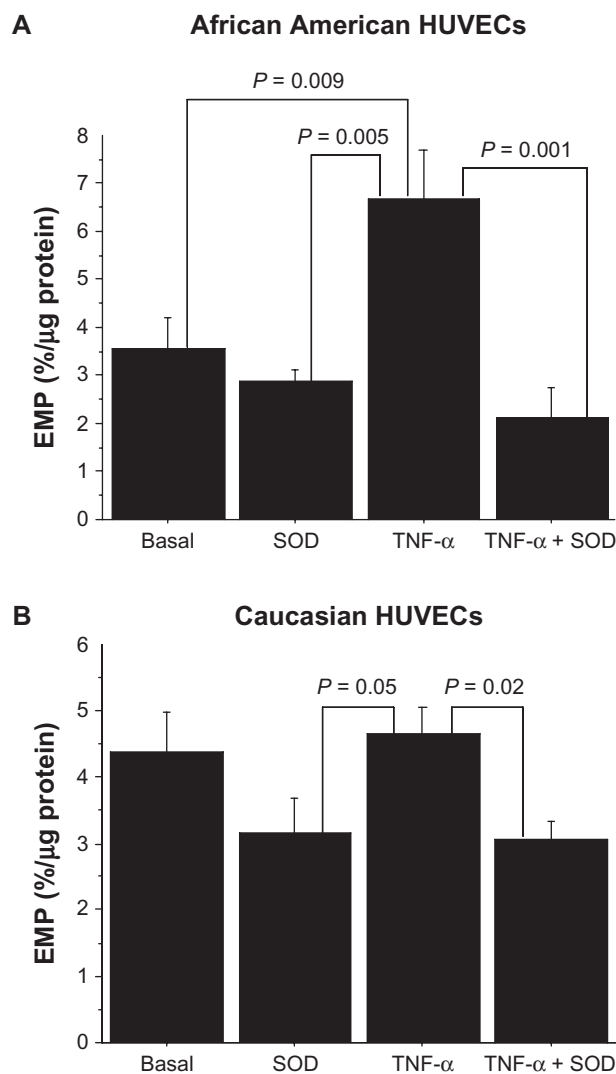 A African American HUVECs
P = 0.009
P = 0.005
P = 0.001
8
7
6
5
4
3
2
1
0
EMP (%/μg protein)
Basal SOD TNF-α TNF-α + SOD
B Caucasian HUVECs
P = 0.05 P = 0.02
6
5
4
3
2
1
0
EMP (%/μg protein)
Basal SOD TNF-α TNF-α + SOD